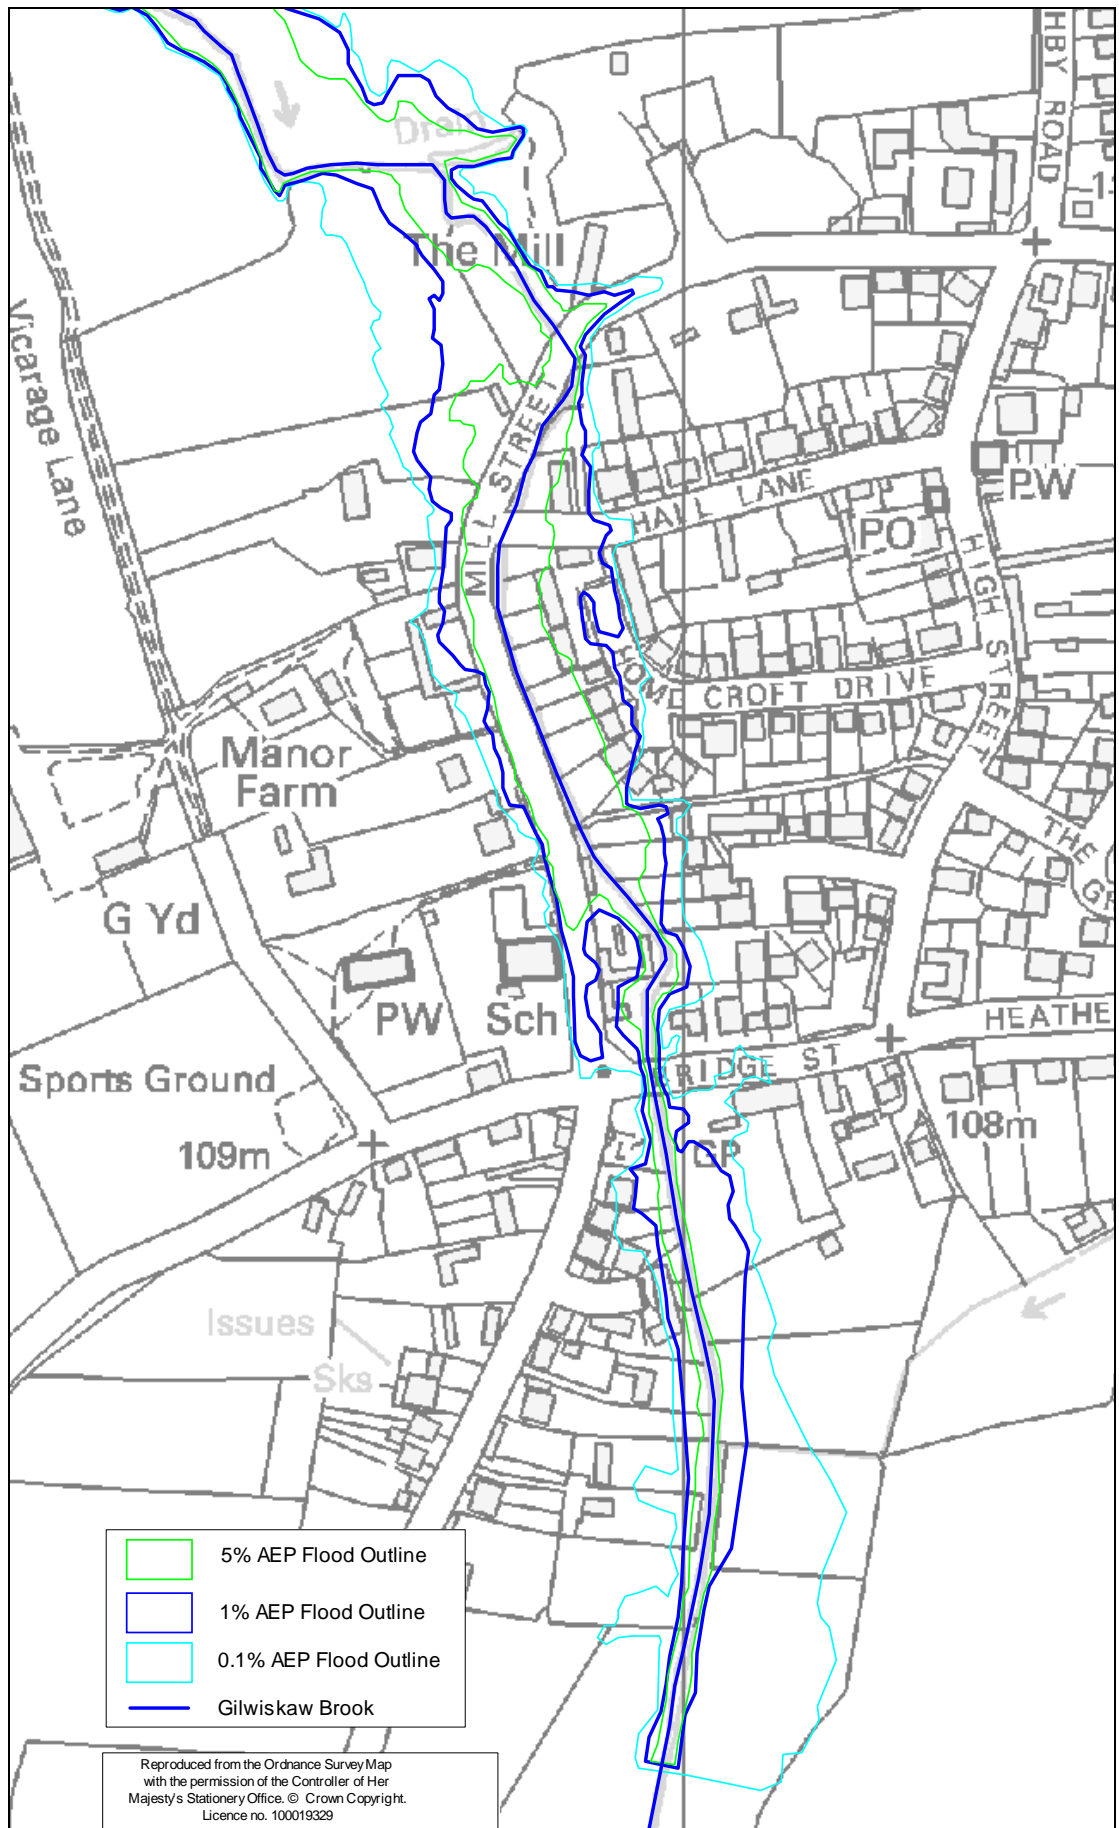 HBY ROAD
Drain
The Mill
Vicarage Lane
MILL STREET
HALL LANE
PW
PO
HIGH STREET
CROFT DRIVE
Manor
Farm
THE
G Yd
PW
Sch
HEATHE
RIDGE ST
Sports Ground
109m
108m
GP
Issues
Sks
5% AEP Flood Outline
1% AEP Flood Outline
0.1% AEP Flood Outline
Gilwiskaw Brook
Reproduced from the Ordnance Survey Map
with the permission of the Controller of Her
Majesty's Stationery Office. © Crown Copyright.
Licence no. 100019329